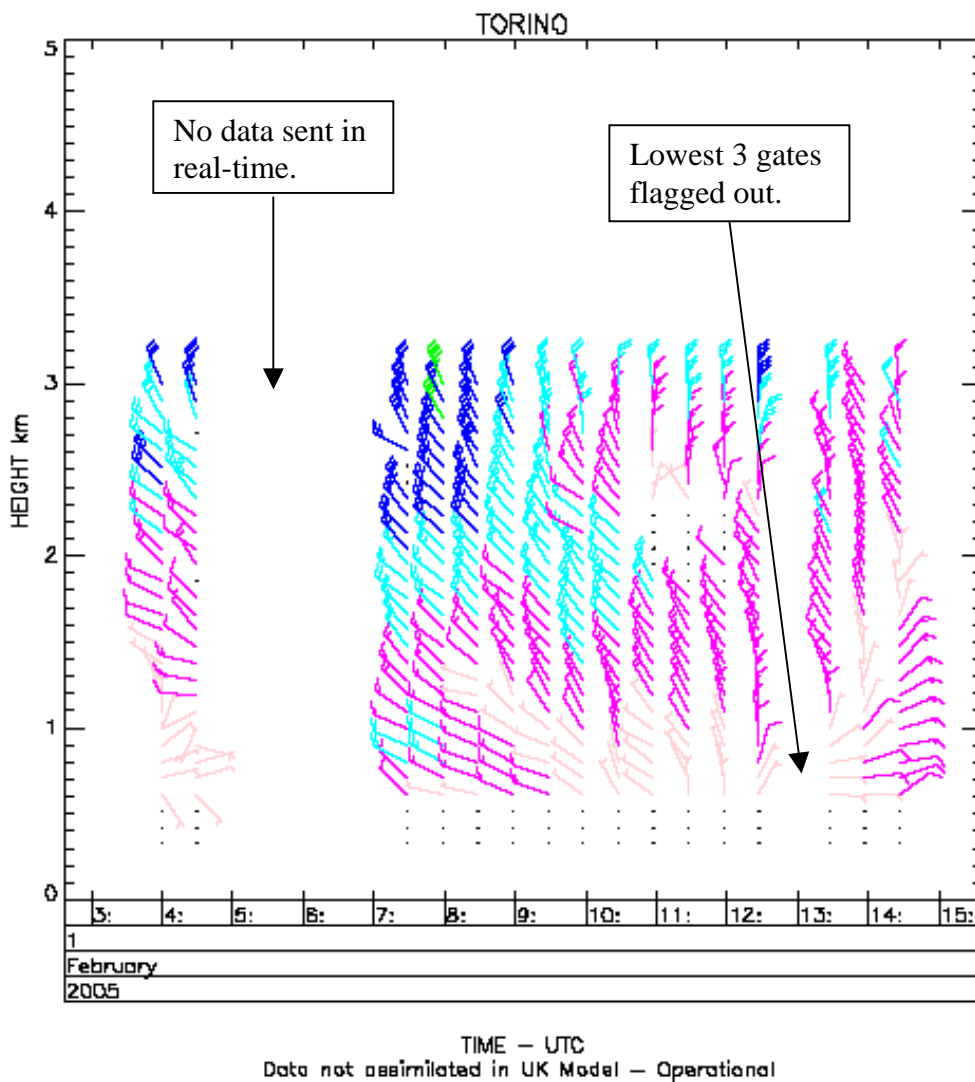 TORINO
5
No data sent in
real-time.
Lowest 3 gates
flagged out.
4
3
HEIGHT km
2
1
0
3: 4: 5: 6: 7: 8: 9: 10: 11: 12: 13: 14: 15:
1
February
2005
TIME – UTC
Data not assimilated in UK Model – Operational